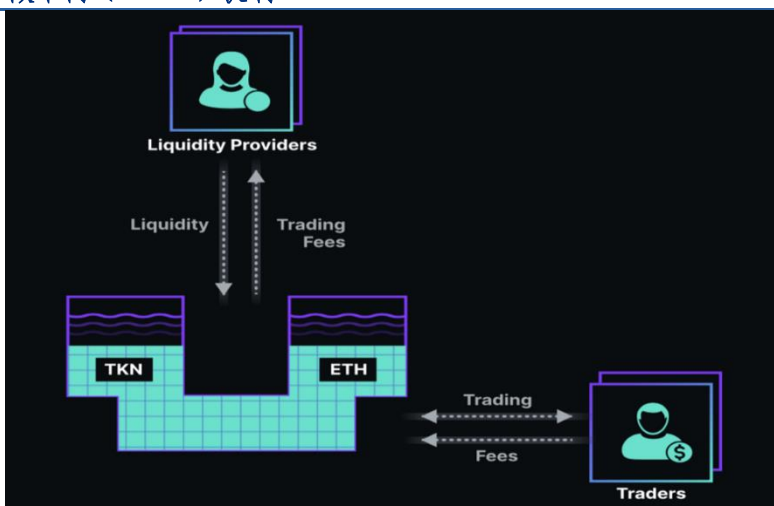 Liquidity Providers
Liquidity
Trading
Fees
TKN
ETH
Trading
Fees
Traders